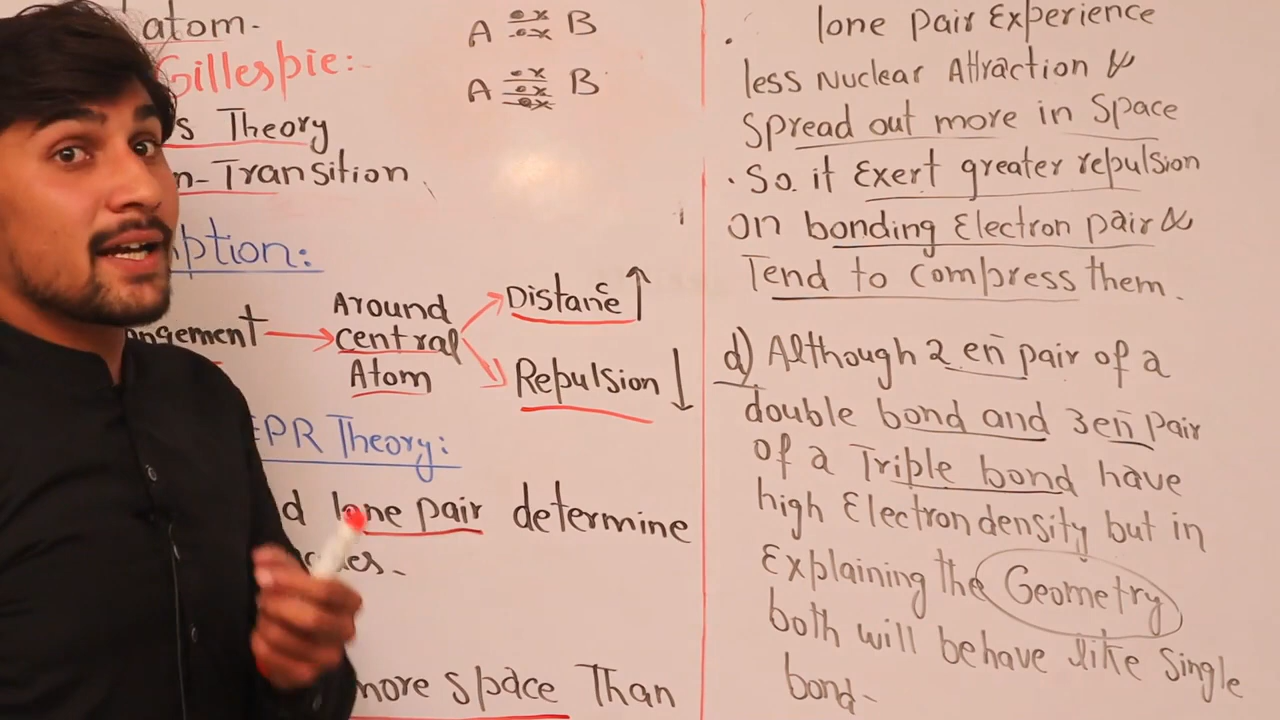 atom-
Gillespie:-
s Theory
n-Transition
ption:
ngement
Around
central
Atom
Distance
Repulsion
EPR Theory:
d lone pair determine
more space Than
A B
A B
. lone pair Experience
less Nuclear Attraction &
Spread out more in Space
. So it Exert greater repulsion
on bonding Electron pair &
Tend to compress them.
d) Although 2 en pair of a
double bond and 3 en pair
of a Triple bond have
high Electron density but in
Explaining the Geometry
both will behave like Single
bond-